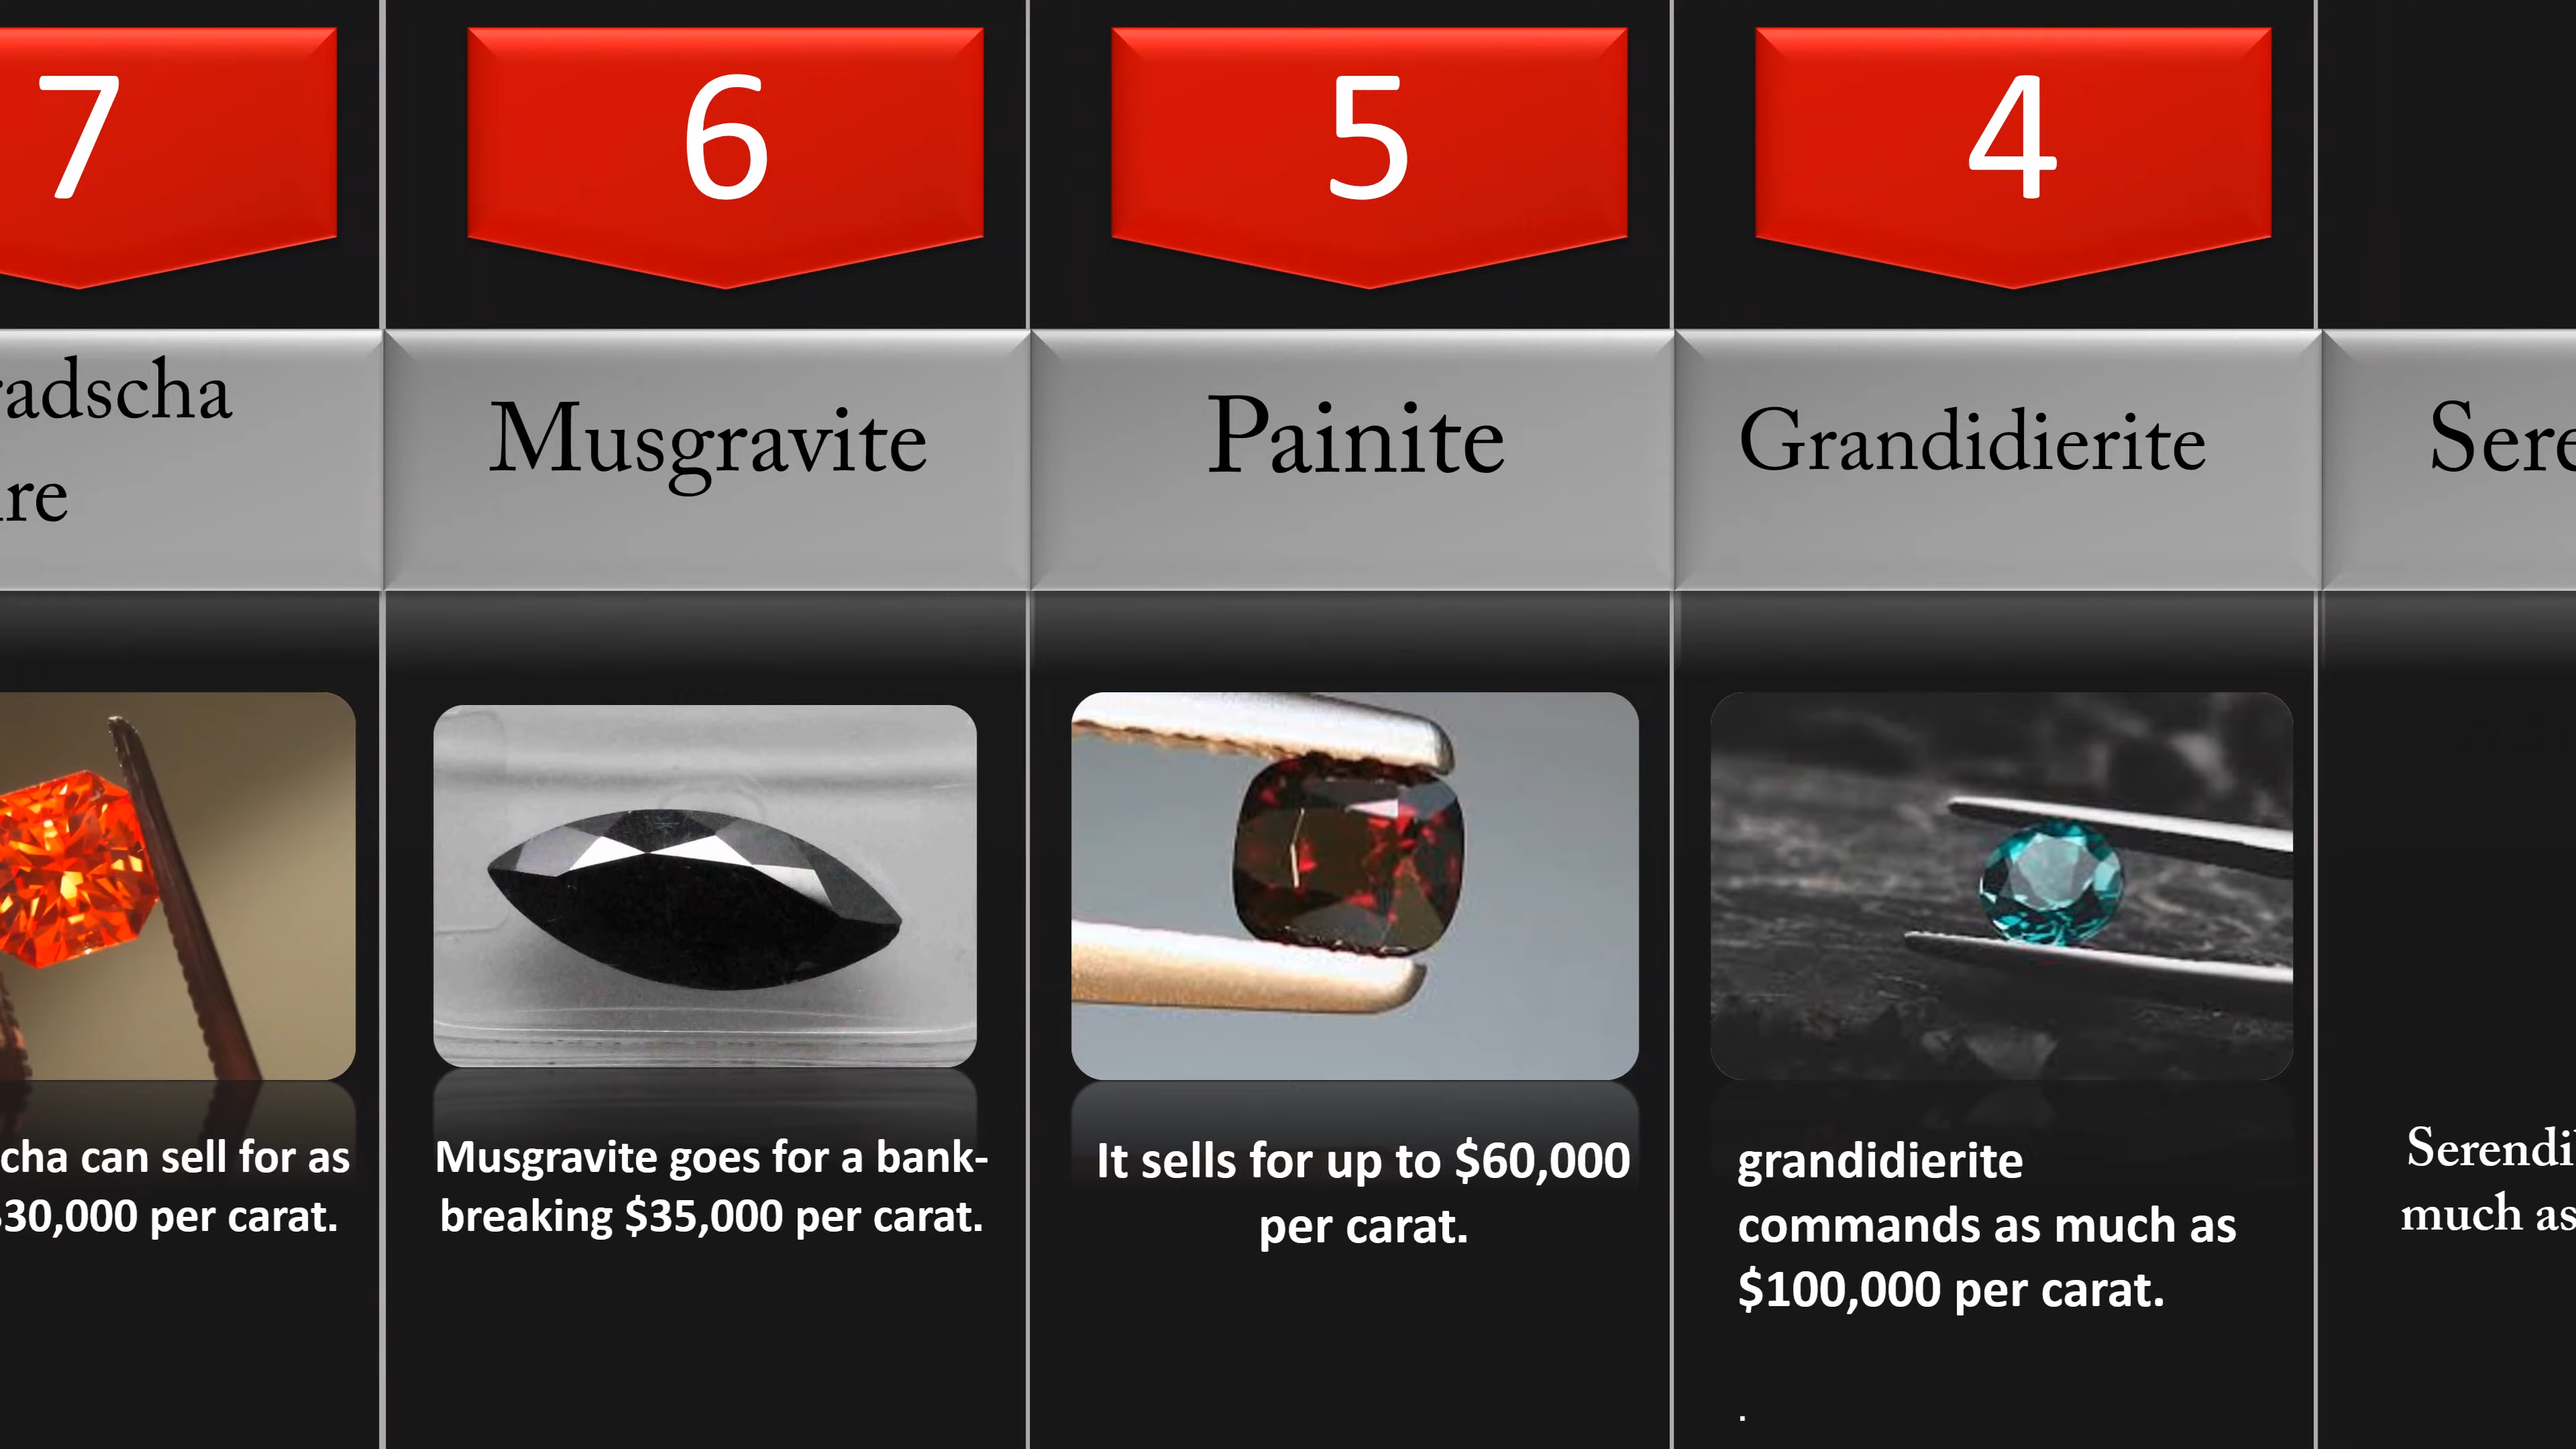 7
6
5
4
radscha
ire
Musgravite
Painite
Grandidierite
Sere
cha can sell for as
$30,000 per carat.
Musgravite goes for a bank-
breaking $35,000 per carat.
It sells for up to $60,000
per carat.
grandidierite
commands as much as
$100,000 per carat.
.
Serendi
much as